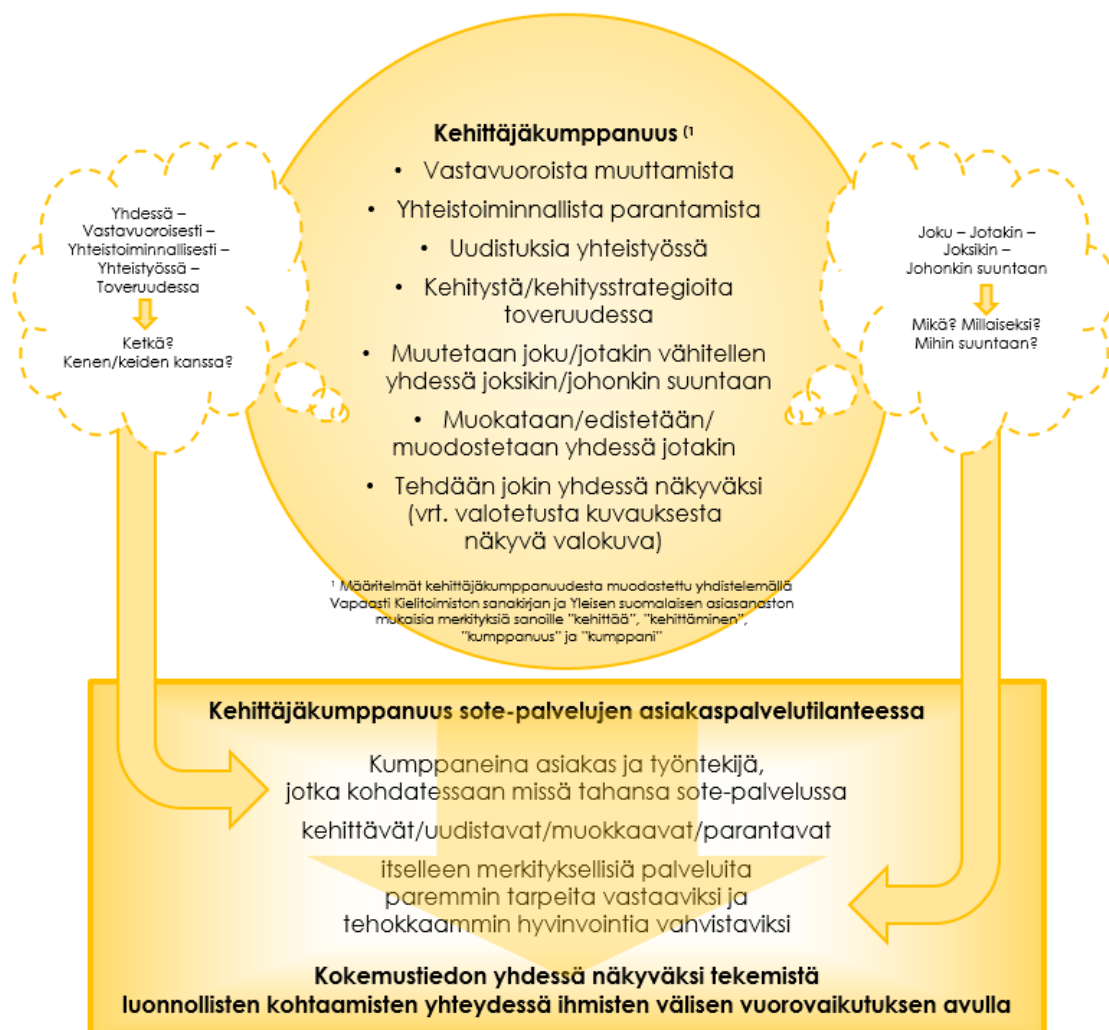 Kehittäjäkumppanuus (1
• Vastavuoroista muuttamista
• Yhteistoiminnallista parantamista
• Uudistuksia yhteistyössä
• Kehitystä/kehitysstrategioita
toveruudessa
• Muutetaan joku/jotakin vähitellen
yhdessä joksikin/johonkin suuntaan
• Muokataan/edistetään/
muodostetaan yhdessä jotakin
• Tehdään jokin yhdessä näkyväksi
(vrt. valotetusta kuvauksesta
näkyvä valokuva)
1 Määritelmät kehittäjäkumppanuudesta muodostettu yhdistelemällä
Vapaasti Kielitoimiston sanakirjan ja Yleisen suomalaisen asiasanaston
mukaisia merkityksiä sanoille "kehittää", "kehittäminen",
"kumppanuus" ja "kumppani"
Yhdessä –
Vastavuoroisesti –
Yhteistoiminnallisesti –
Yhteistyössä –
Toveruudessa
Ketkä?
Kenen/keiden kanssa?
Joku – Jotakin –
Joksikin –
Johonkin suuntaan
Mikä? Millaiseksi?
Mihin suuntaan?
Kehittäjäkumppanuus sote-palvelujen asiakaspalvelutilanteessa
Kumppaneina asiakas ja työntekijä,
jotka kohdatessaan missä tahansa sote-palvelussa
kehittävät/uudistavat/muokkaavat/parantavat
itselleen merkityksellisiä palveluita
paremmin tarpeita vastaaviksi ja
tehokkaammin hyvinvointia vahvistaviksi
Kokemustiedon yhdessä näkyväksi tekemistä
luonnollisten kohtaamisten yhteydessä ihmisten välisen vuorovaikutuksen avulla